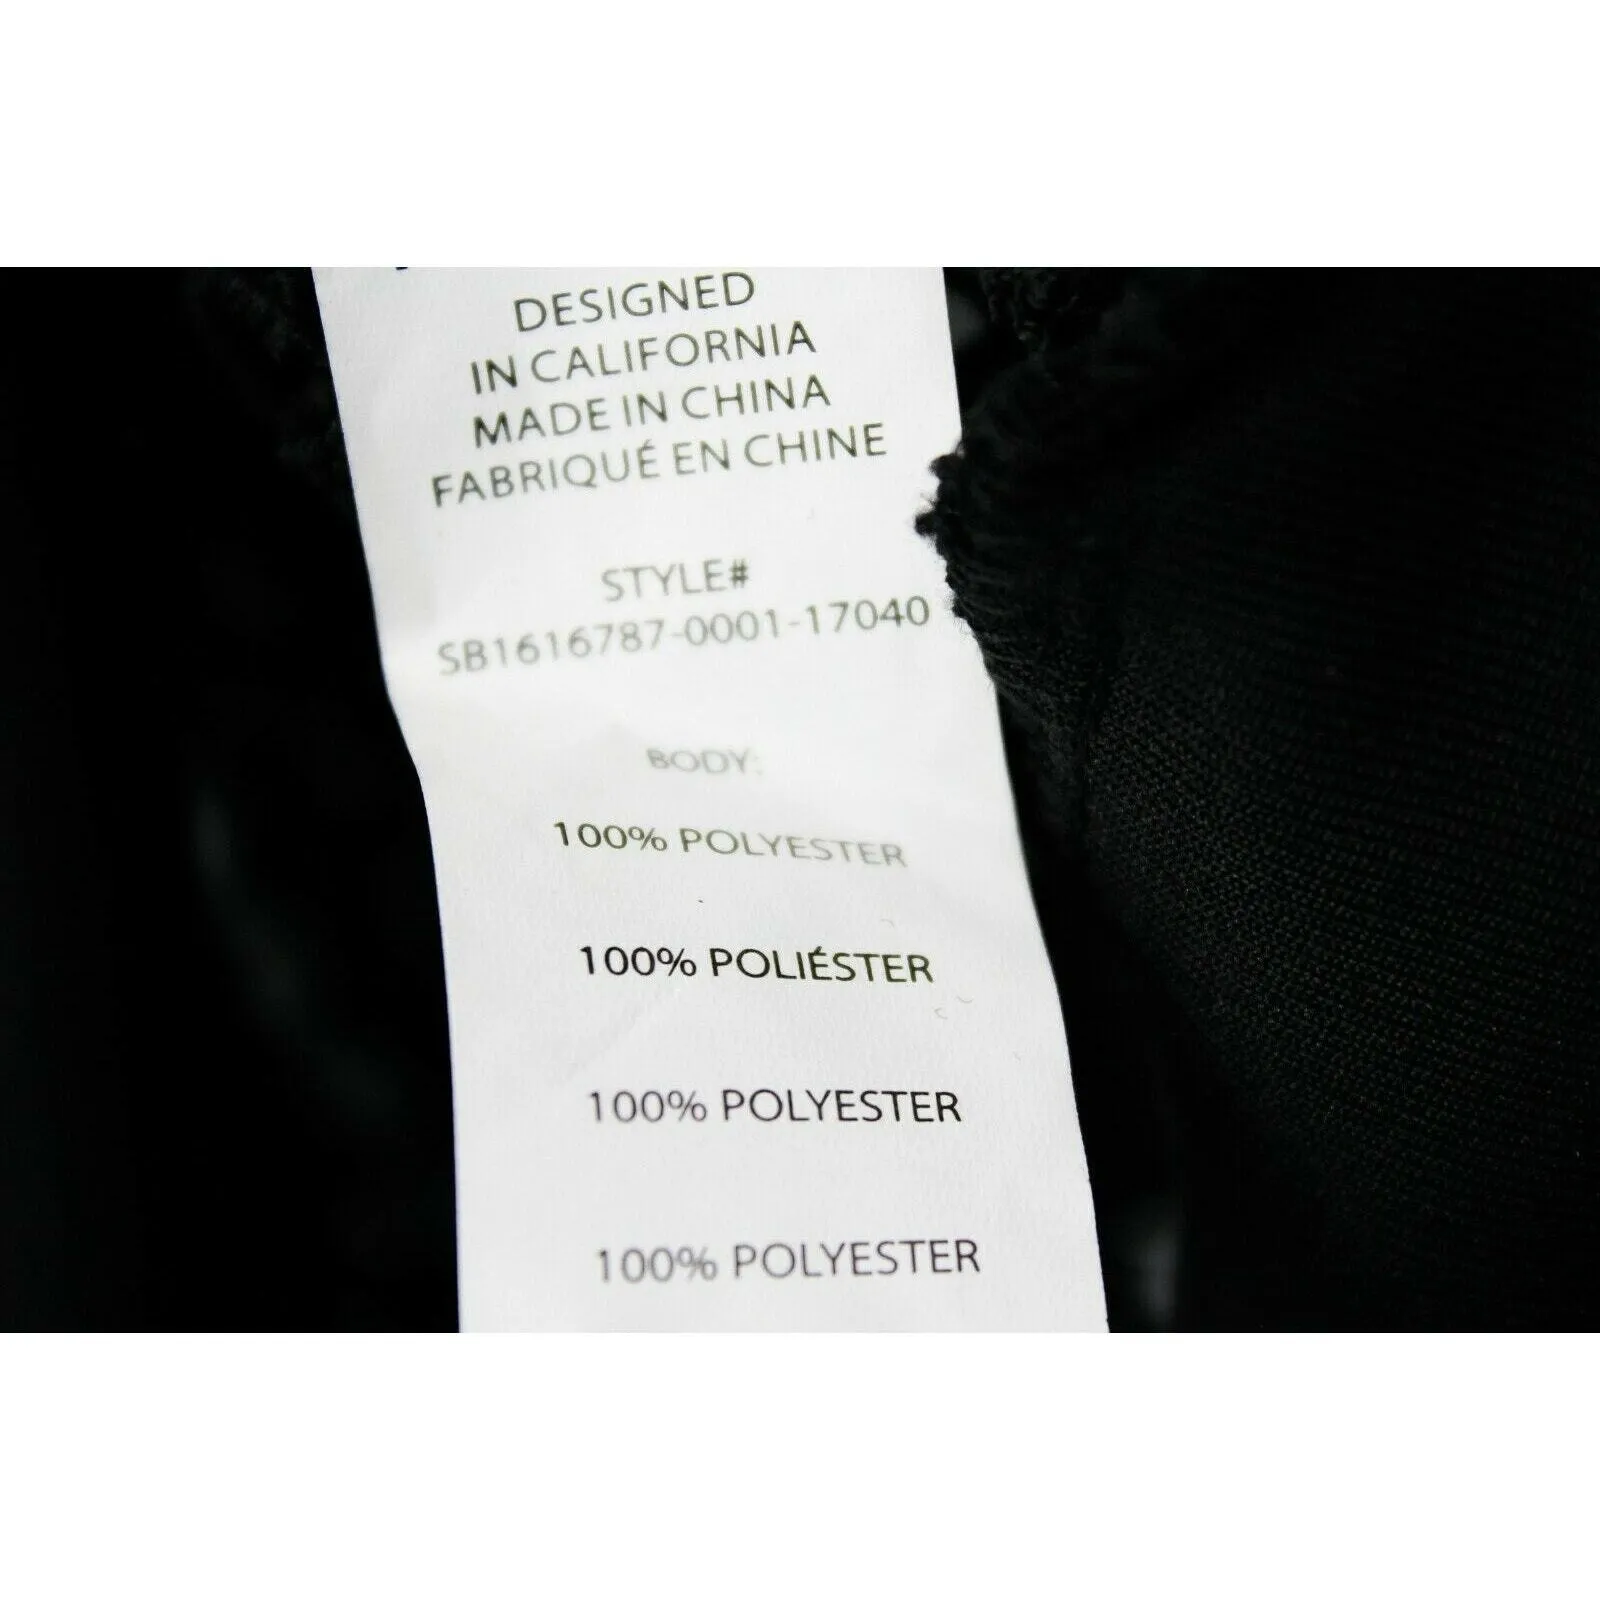 DESIGNED
IN CALIFORNIA
MADE IN CHINA
FABRIQUÉ EN CHINE
STYLE#
SB1616787-0001-17040
BODY:
100% POLYESTER
100% POLIÉSTER
100% POLYESTER
100% POLYESTER